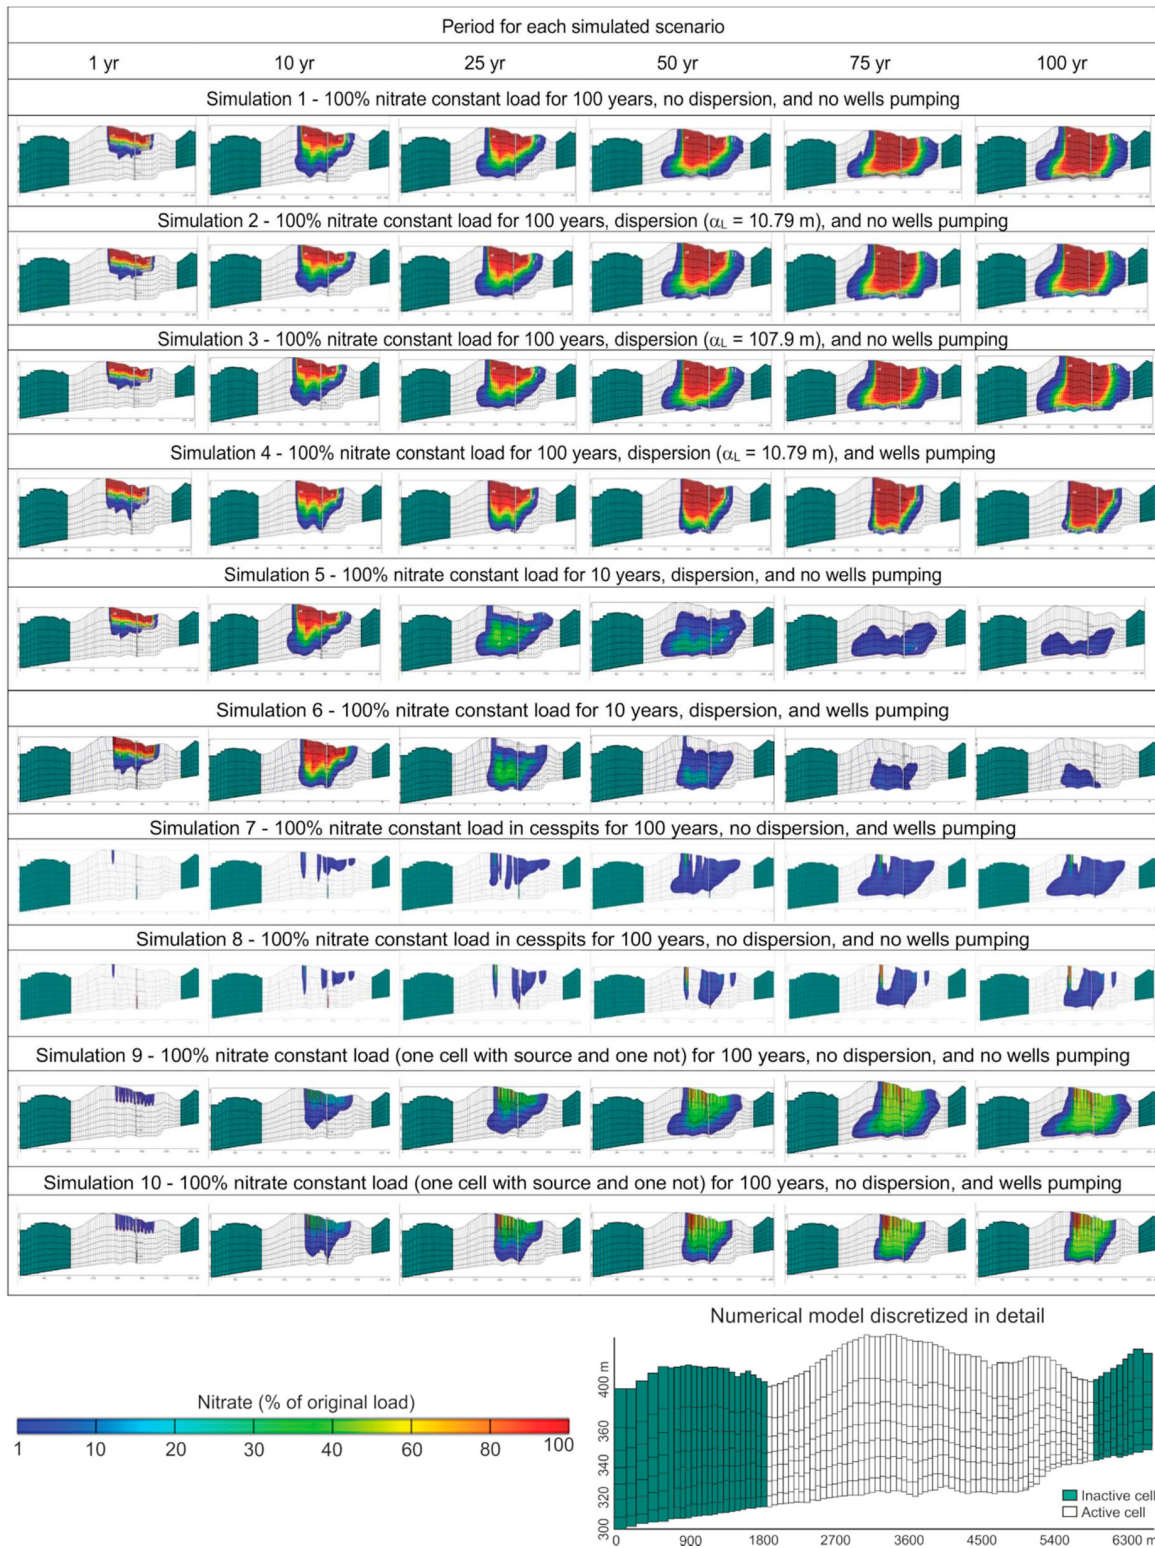 Period for each simulated scenario
1 yr 10 yr 25 yr 50 yr 75 yr 100 yr
Simulation 1 - 100% nitrate constant load for 100 years, no dispersion, and no wells pumping
Simulation 2 - 100% nitrate constant load for 100 years, dispersion (αL = 10.79 m), and no wells pumping
Simulation 3 - 100% nitrate constant load for 100 years, dispersion (αL = 107.9 m), and no wells pumping
Simulation 4 - 100% nitrate constant load for 100 years, dispersion (αL = 10.79 m), and wells pumping
Simulation 5 - 100% nitrate constant load for 10 years, dispersion, and no wells pumping
Simulation 6 - 100% nitrate constant load for 10 years, dispersion, and wells pumping
Simulation 7 - 100% nitrate constant load in cesspits for 100 years, no dispersion, and wells pumping
Simulation 8 - 100% nitrate constant load in cesspits for 100 years, no dispersion, and no wells pumping
Simulation 9 - 100% nitrate constant load (one cell with source and one not) for 100 years, no dispersion, and no wells pumping
Simulation 10 - 100% nitrate constant load (one cell with source and one not) for 100 years, no dispersion, and wells pumping
Numerical model discretized in detail
400 m
360
340
320
300
Nitrate (% of original load)
1 10 20 30 40 60 80 100
Inactive cell
Active cell
0 900 1800 2700 3600 4500 5400 6300 m